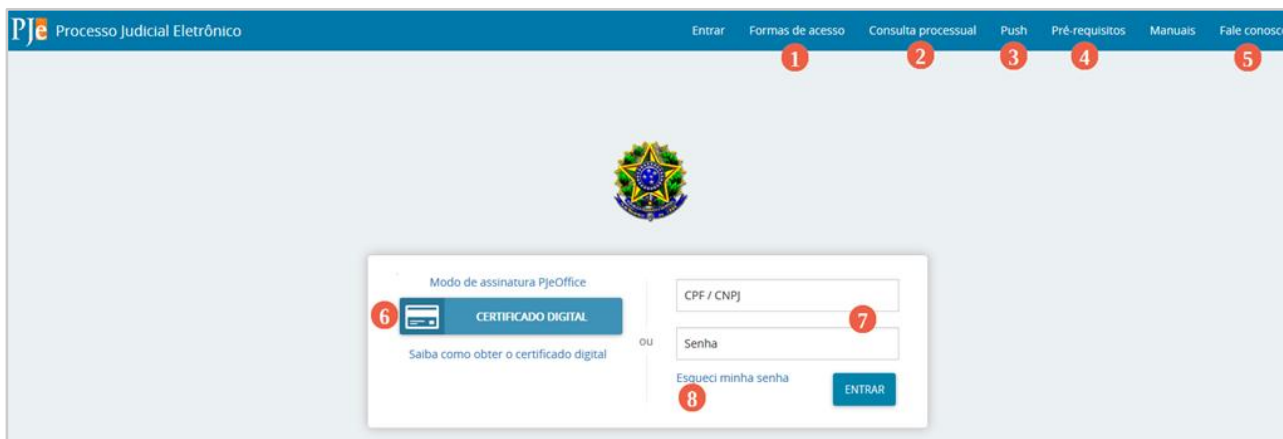 PJe Processo Judicial Eletrônico Entrar Formas de acesso Consulta processual Push Pré-requisitos Manuais Fale conosc
1 2 3 4 5
Modo de assinatura PJeOffice
CPF / CNPJ
6 CERTIFICADO DIGITAL
7
ou
Senha
Saiba como obter o certificado digital
Esqueci minha senha
8
ENTRAR